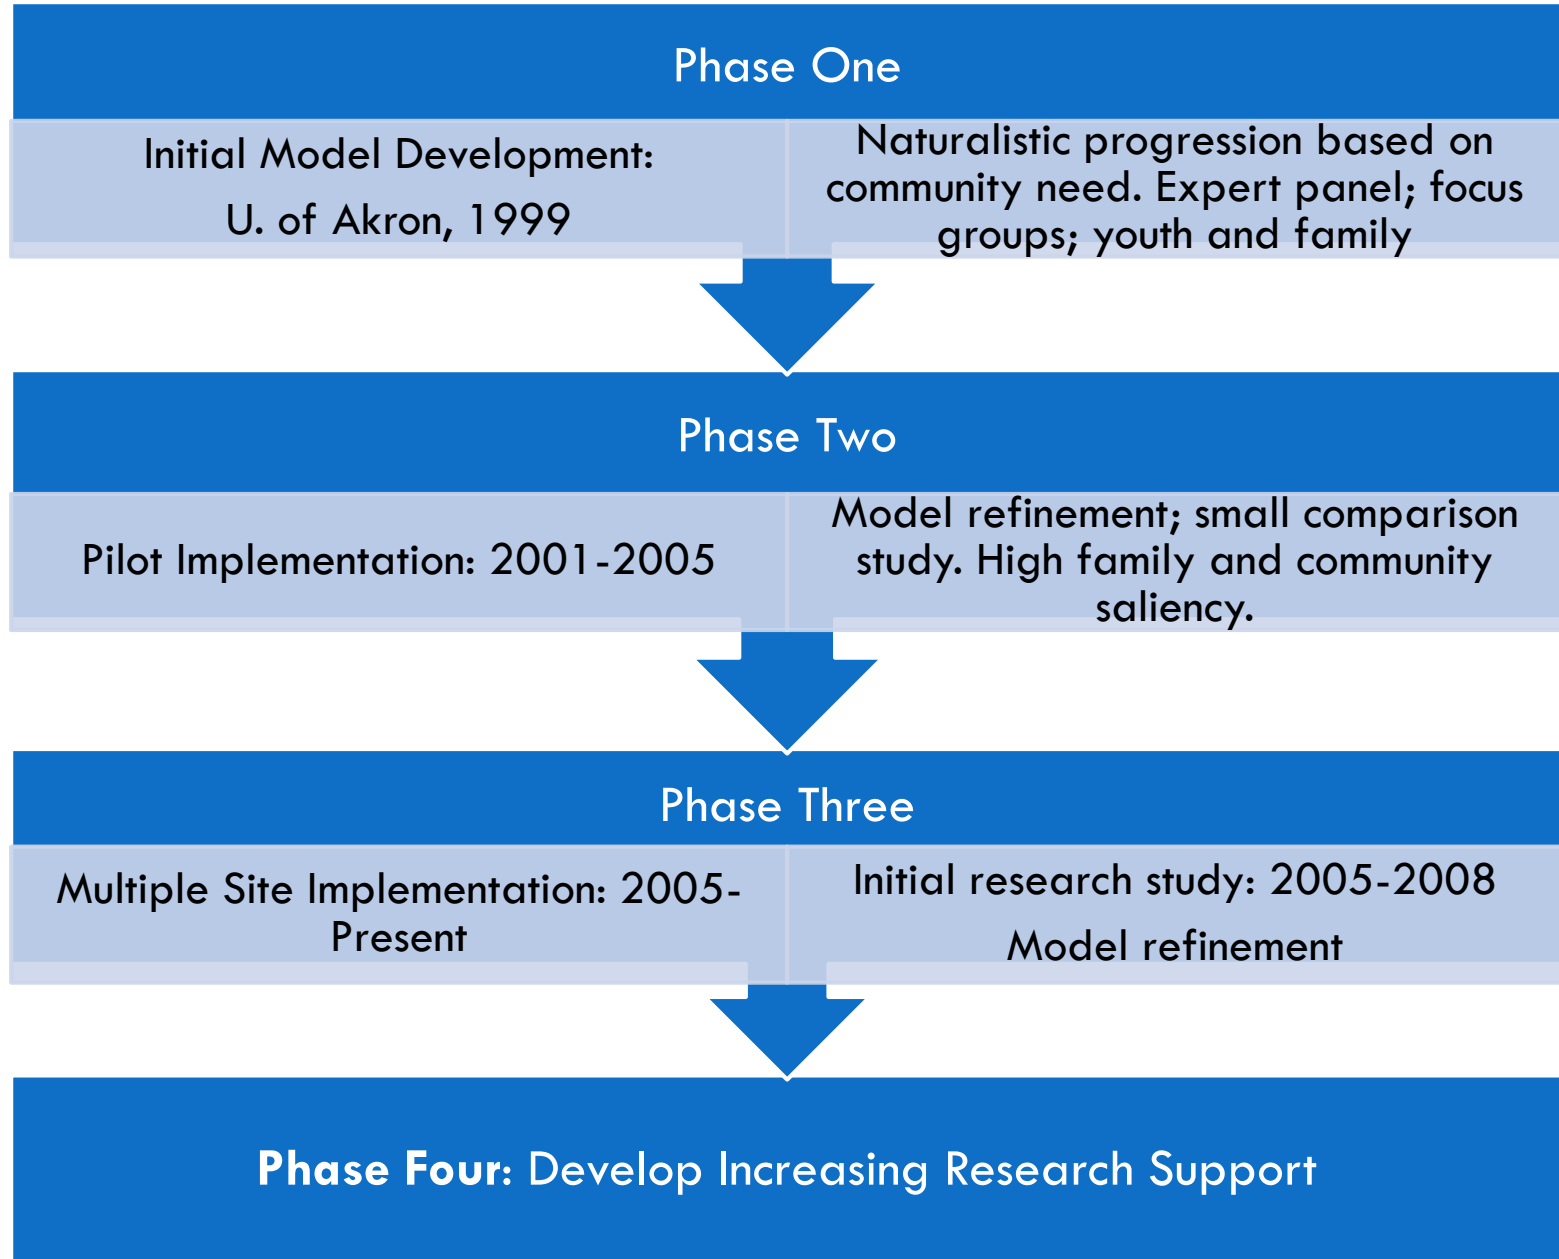 Phase One
Initial Model Development:
U. of Akron, 1999
Naturalistic progression based on
community need. Expert panel; focus
groups; youth and family
Phase Two
Pilot Implementation: 2001-2005
Model refinement; small comparison
study. High family and community
saliency.
Phase Three
Multiple Site Implementation: 2005-
Present
Initial research study: 2005-2008
Model refinement
Phase Four: Develop Increasing Research Support